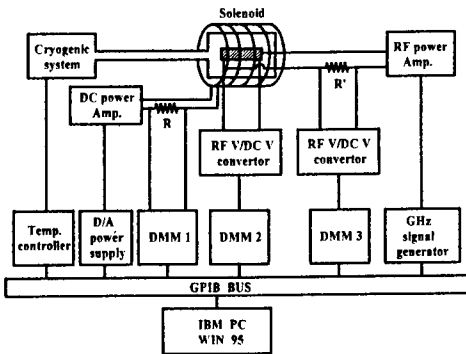 Solenoid
Cryogenic
system
RF power
Amp.
DC power
Amp.
R
R'
RF V/DC V
convertor
RF V/DC V
convertor
Temp.
controller
D/A
power
supply
DMM 1
DMM 2
DMM 3
GHz
signal
generator
GPIB BUS
IBM PC
WIN 95